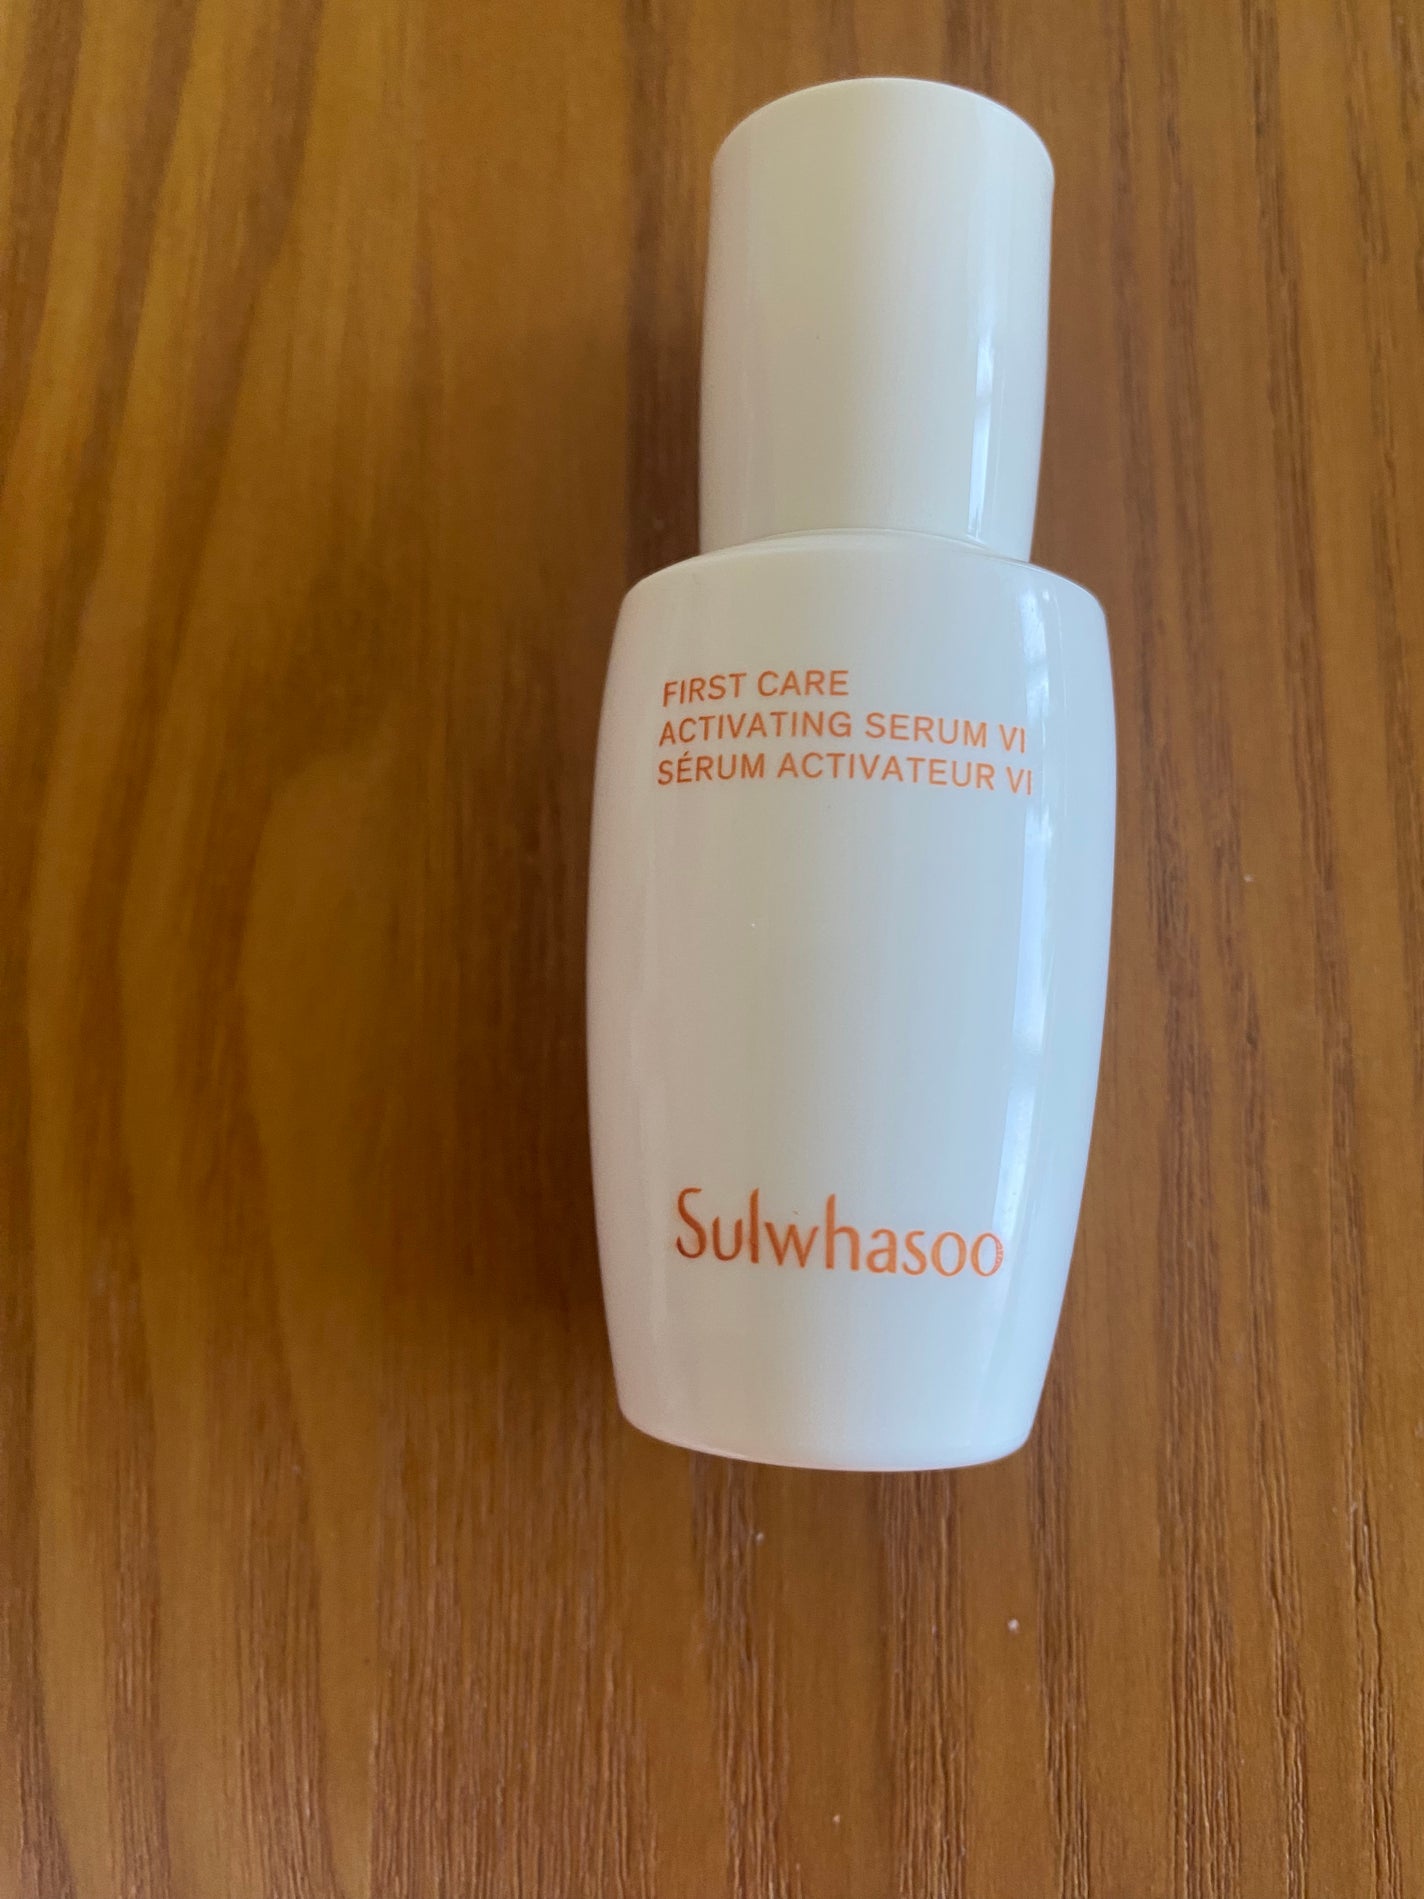 FIRST CARE
ACTIVATING SERUM VI
SÉRUM ACTIVATEUR VI
Sulwhasoo